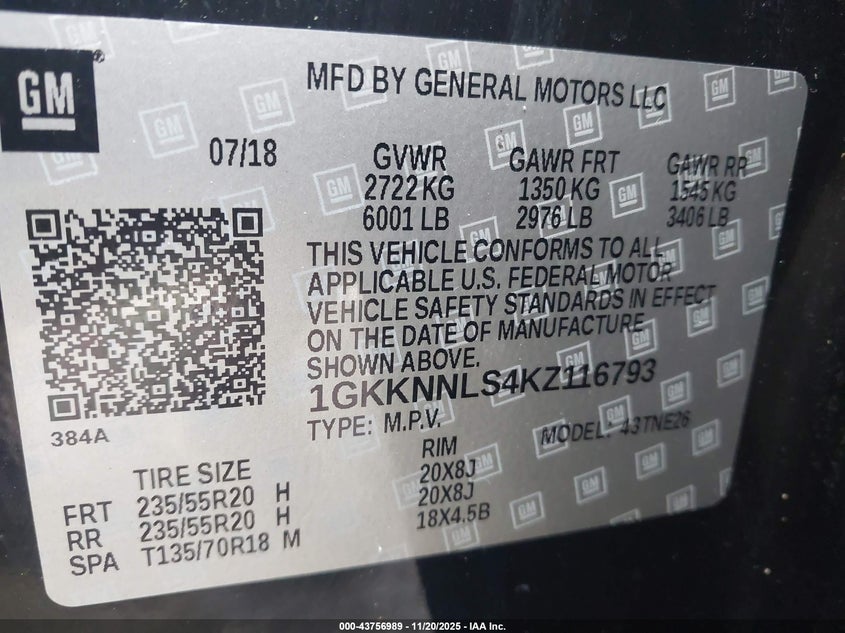 GM
MFD BY GENERAL MOTORS LLC
07/18
GVWR GAWR FRT GAWR RR
2722 KG 1350 KG 1545 KG
6001 LB 2976 LB 3406 LB
THIS VEHICLE CONFORMS TO ALL
APPLICABLE U.S. FEDERAL MOTOR
VEHICLE SAFETY STANDARDS IN EFFECT
ON THE DATE OF MANUFACTURE
SHOWN ABOVE.
1GKKNNLS4KZ116793
TYPE: M.P.V. MODEL: 43TNE26
384A
TIRE SIZE RIM
FRT 235/55R20 H 20X8J
RR 235/55R20 H 20X8J
SPA T135/70R18 M 18X4.5B
000-43756989 - 11/20/2025 - IAA Inc.